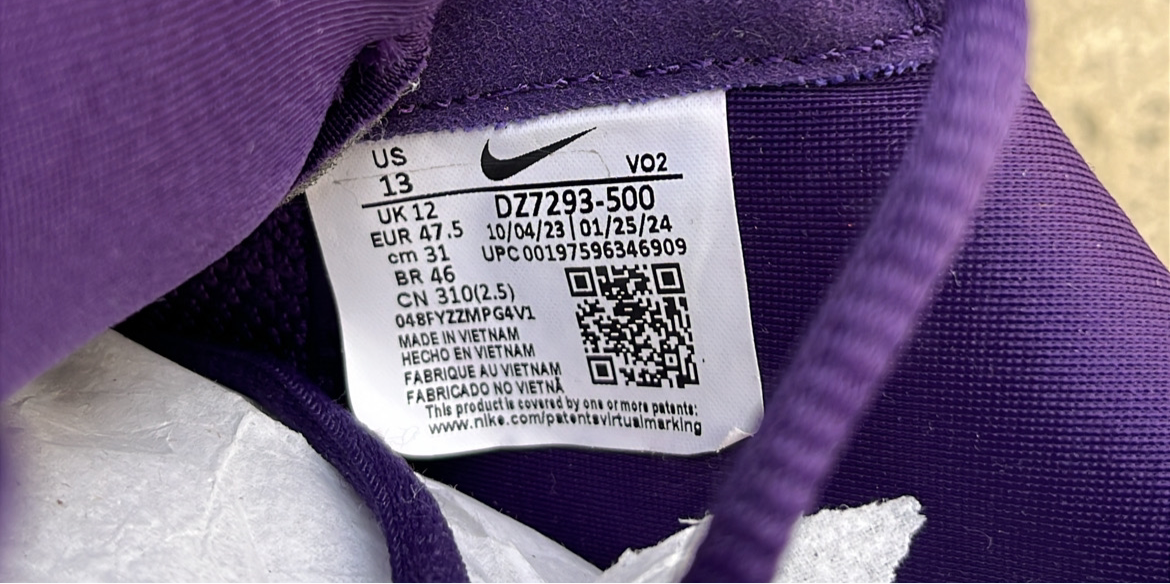 US
13
VO2
UK 12
DZ7293-500
EUR 47.5
10/04/23 | 01/25/24
cm 31
UPC 00197596346909
BR 46
CN 310(2.5)
048FYZZMPG4V1
MADE IN VIETNAM
HECHO EN VIETNAM
FABRIQUE AU VIETNAM
FABRICADO NO VIETNÃ
This product is covered by one or more patents:
www.nike.com/patentsvirtualmarking